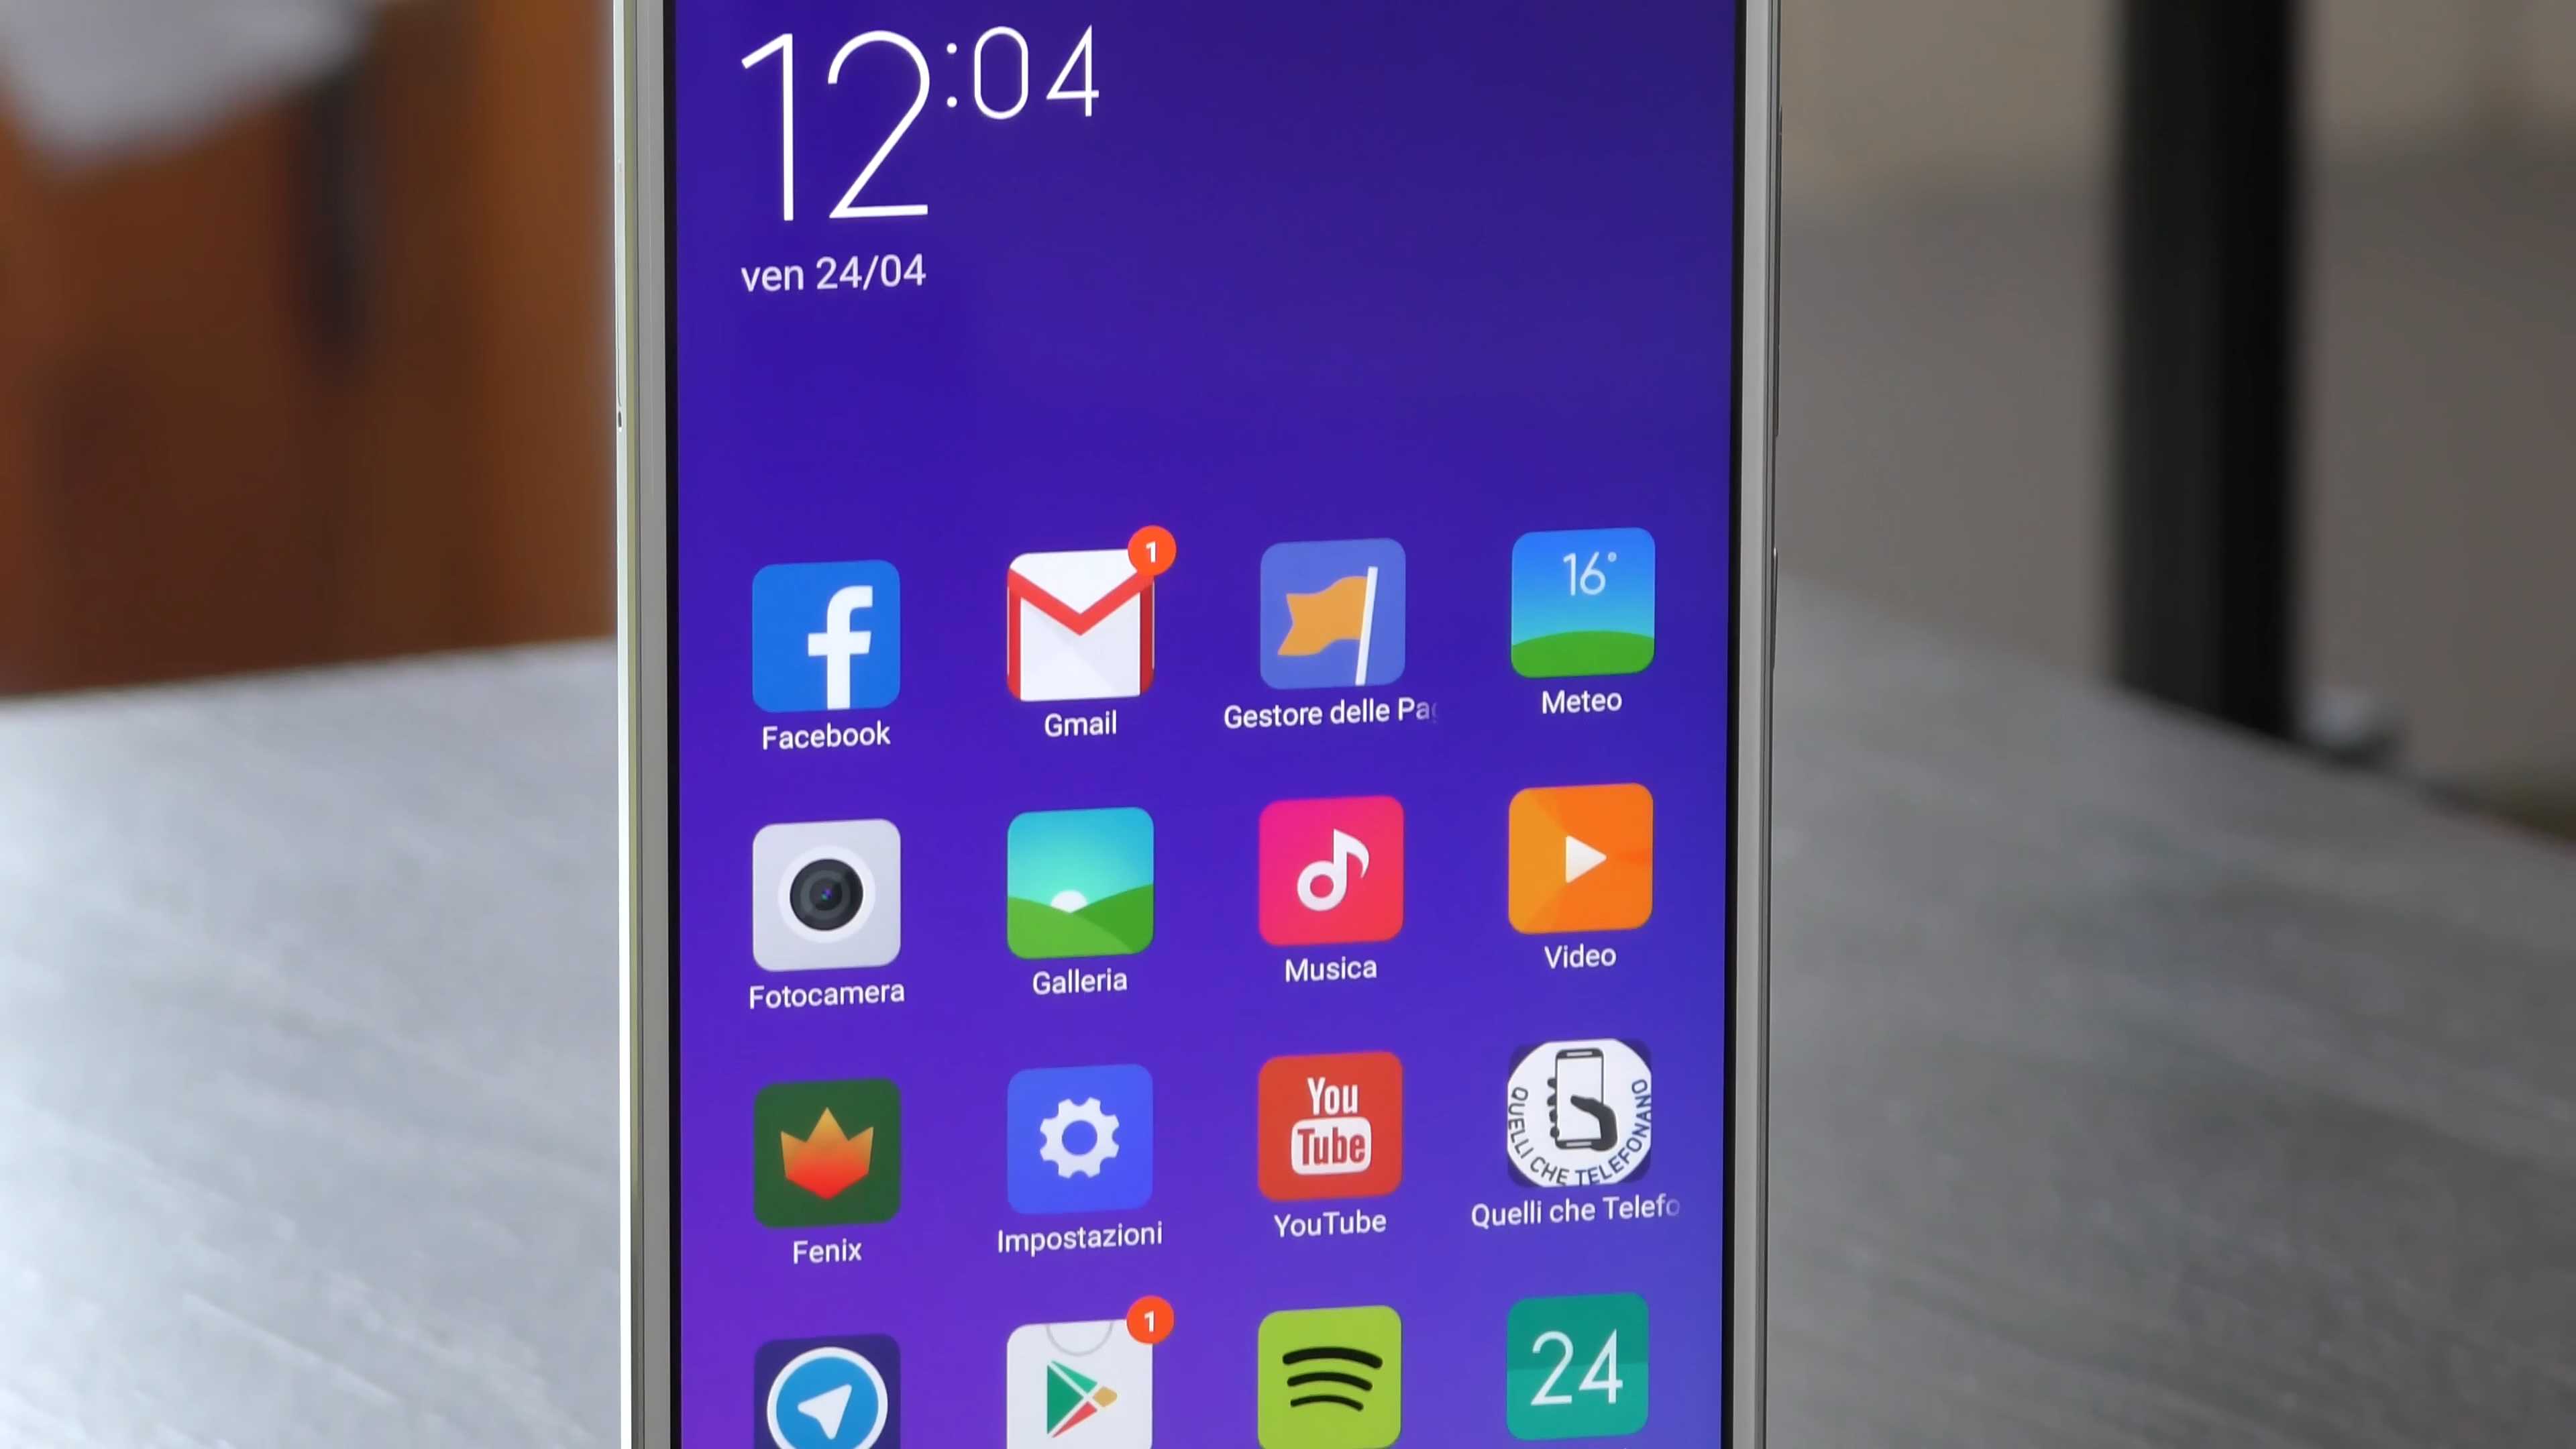 12:04
ven 24/04
1
16°
Facebook
Gmail
Gestore delle Pa
Meteo
Fotocamera
Galleria
Musica
Video
You
Tube
QUELLI CHE TELEFONANO
Fenix
Impostazioni
YouTube
Quelli che Telefo
1
24